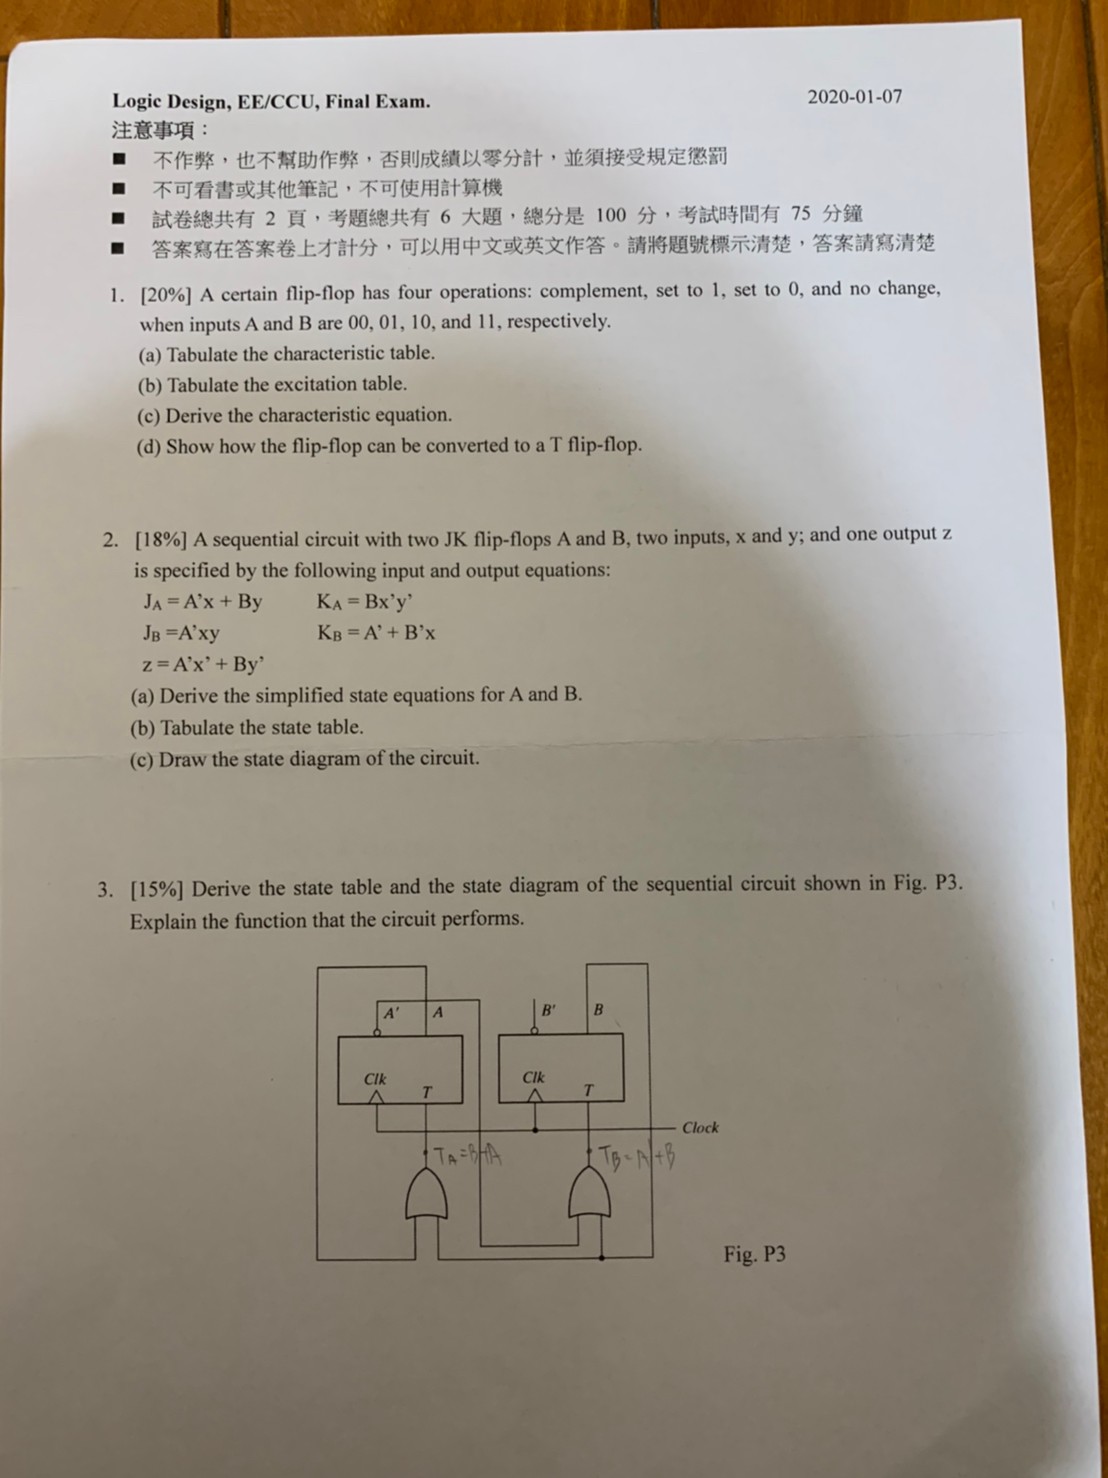 Logic Design, EE/CCU, Final Exam. 2020-01-07
注意事項：
■ 不作弊，也不幫助作弊，否則成績以零分計，並須接受規定懲罰
■ 不可看書或其他筆記，不可使用計算機
■ 試卷總共有 2 頁，考題總共有 6 大題，總分是 100 分，考試時間有 75 分鐘
■ 答案寫在答案卷上才計分，可以用中文或英文作答。請將題號標示清楚，答案請寫清楚
1. [20%] A certain flip-flop has four operations: complement, set to 1, set to 0, and no change,
when inputs A and B are 00, 01, 10, and 11, respectively.
(a) Tabulate the characteristic table.
(b) Tabulate the excitation table.
(c) Derive the characteristic equation.
(d) Show how the flip-flop can be converted to a T flip-flop.
2. [18%] A sequential circuit with two JK flip-flops A and B, two inputs, x and y; and one output z
is specified by the following input and output equations:
JA = A’x + By KA = Bx’y’
JB =A’xy KB = A’ + B’x
z = A’x’ + By’
(a) Derive the simplified state equations for A and B.
(b) Tabulate the state table.
(c) Draw the state diagram of the circuit.
3. [15%] Derive the state table and the state diagram of the sequential circuit shown in Fig. P3.
Explain the function that the circuit performs.
A' A B' B
Clk T Clk T
Clock
TA=B+A TB=A'+B
Fig. P3